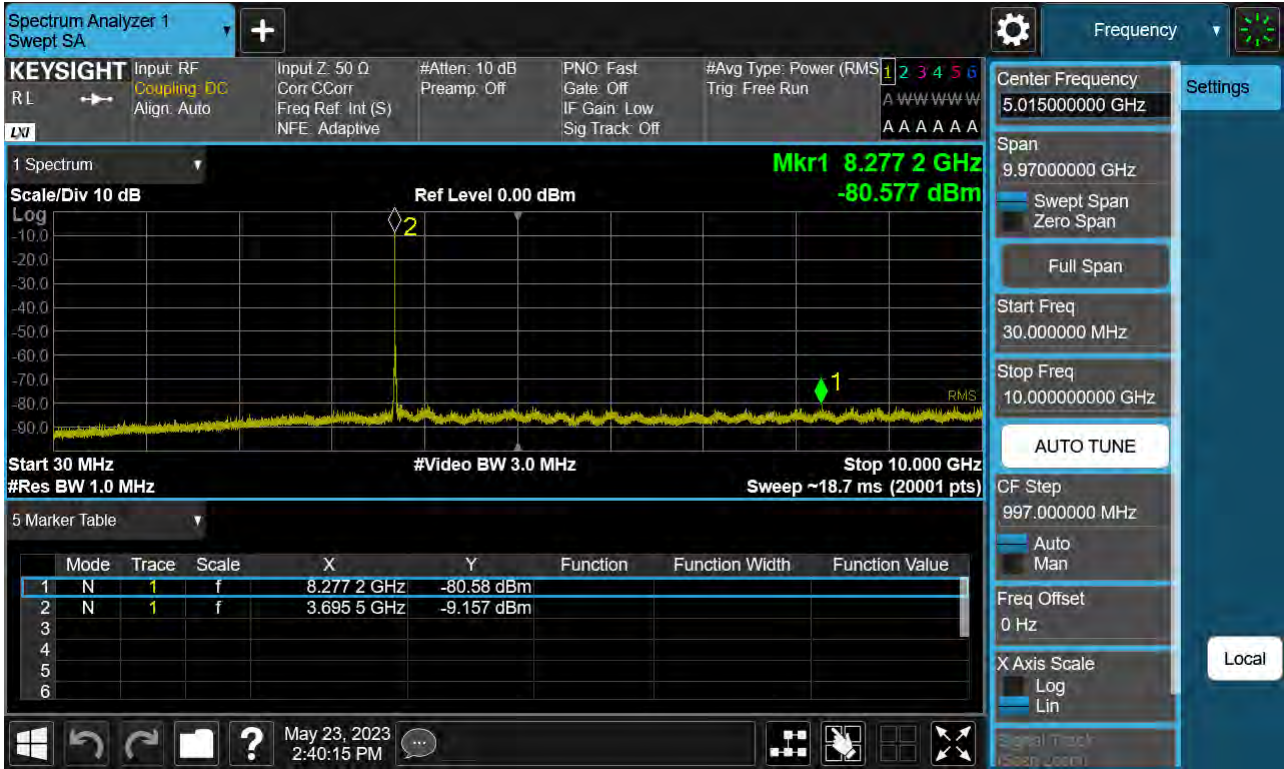 Spectrum Analyzer 1
Swept SA
+
Frequency
KEYSIGHT
RL
LXI
Input: RF
Coupling: DC
Align: Auto
Input Z: 50 Ω
Corr CCorr
Freq Ref: Int (S)
NFE: Adaptive
#Atten: 10 dB
Preamp: Off
PNO: Fast
Gate: Off
IF Gain: Low
Sig Track: Off
#Avg Type: Power (RMS
Trig: Free Run
1 2 3 4 5 6
A W W W W W
A A A A A A
1 Spectrum
Scale/Div 10 dB
Ref Level 0.00 dBm
Mkr1 8.277 2 GHz
-80.577 dBm
Log
-10.0
-20.0
-30.0
-40.0
-50.0
-60.0
-70.0
-80.0
-90.0
2
1
RMS
Start 30 MHz
#Video BW 3.0 MHz
Stop 10.000 GHz
#Res BW 1.0 MHz
Sweep ~18.7 ms (20001 pts)
5 Marker Table
Mode Trace Scale X Y Function Function Width Function Value
1 N 1 f 8.277 2 GHz -80.58 dBm
2 N 1 f 3.695 5 GHz -9.157 dBm
3
4
5
6
Center Frequency
5.015000000 GHz
Span
9.97000000 GHz
Swept Span
Zero Span
Full Span
Start Freq
30.000000 MHz
Stop Freq
10.000000000 GHz
AUTO TUNE
CF Step
997.000000 MHz
Auto
Man
Freq Offset
0 Hz
X Axis Scale
Log
Lin
Signal Track
(Span Zoom)
Settings
Local
?
May 23, 2023
2:40:15 PM